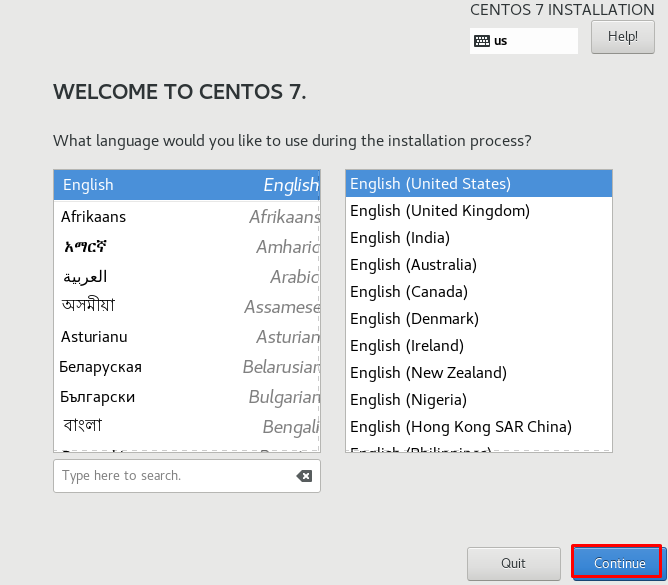 CENTOS 7 INSTALLATION
us
Help!
WELCOME TO CENTOS 7.
What language would you like to use during the installation process?
English English
Afrikaans Afrikaans
አማርኛ Amharic
العربية Arabic
অসমীয়া Assamese
Asturianu Asturian
Беларуская Belarusian
Български Bulgarian
বাংলা Bengali
Type here to search.
English (United States)
English (United Kingdom)
English (India)
English (Australia)
English (Canada)
English (Denmark)
English (Ireland)
English (New Zealand)
English (Nigeria)
English (Hong Kong SAR China)
English (Philippines)
Quit
Continue